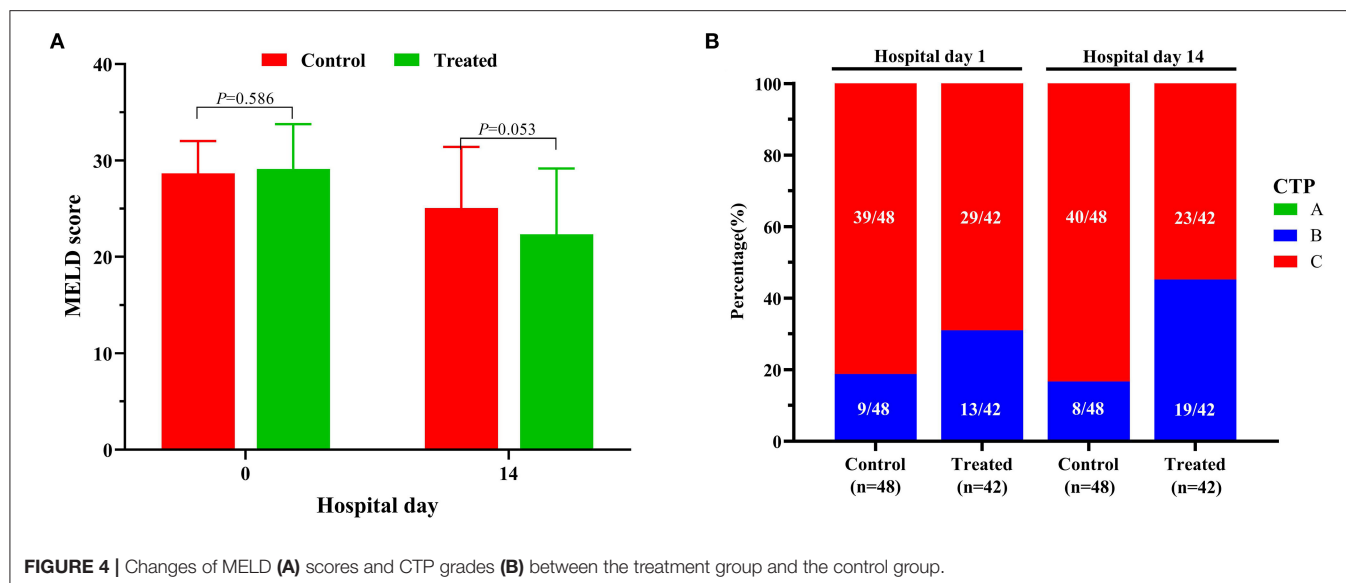 A
Control
Treated
40
30
20
10
0
MELD score
P=0.586
P=0.053
0
14
Hospital day
B
Hospital day 1
Hospital day 14
100
80
60
40
20
0
Percentage(%)
39/48
29/42
40/48
23/42
9/48
13/42
8/48
19/42
Control
(n=48)
Treated
(n=42)
Control
(n=48)
Treated
(n=42)
CTP
A
B
C
FIGURE 4 | Changes of MELD (A) scores and CTP grades (B) between the treatment group and the control group.